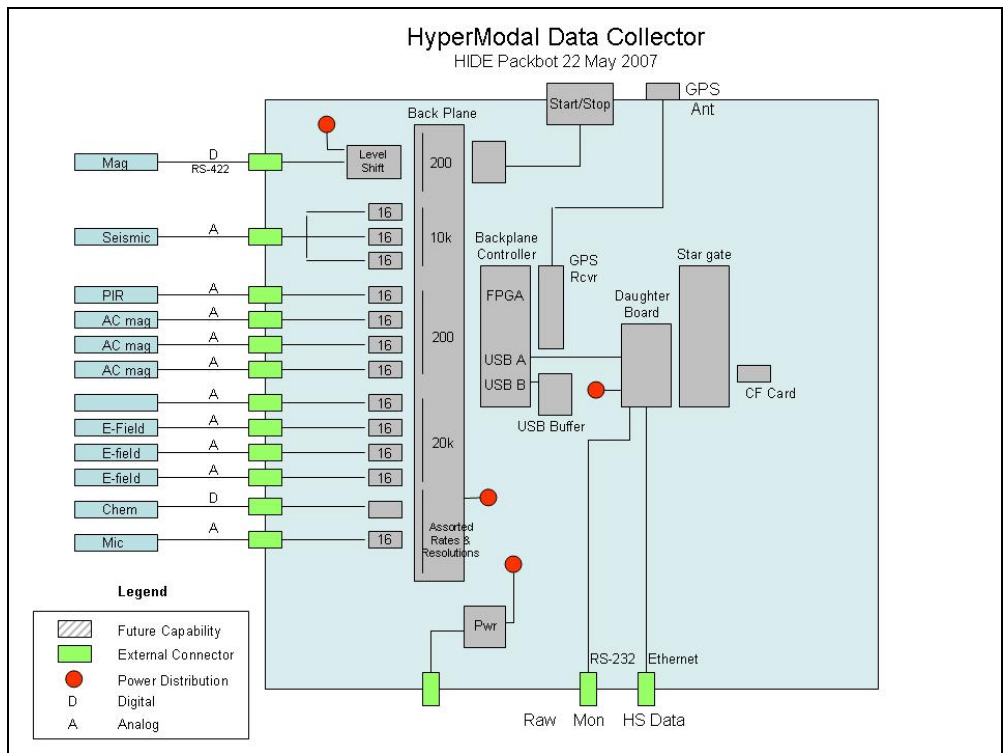 HyperModal Data Collector
HIDE Packbot 22 May 2007
Start/Stop
GPS
Ant
Back Plane
Mag
D
RS-422
Level
Shift
200
Seismic
A
16
16
16
10k
Backplane
Controller
FPGA
USB A
USB B
GPS
Rcvr
Star gate
Daughter
Board
PIR
A
16
AC mag
A
16
AC mag
A
16
AC mag
A
16
200
USB Buffer
CF Card
A
16
E-Field
A
16
E-field
A
16
E-field
A
16
20k
Chem
D
Mic
A
16
Assorted
Rates &
Resolutions
Pwr
RS-232
Ethernet
Raw
Mon
HS Data
Legend
Future Capability
External Connector
Power Distribution
D
Digital
A
Analog